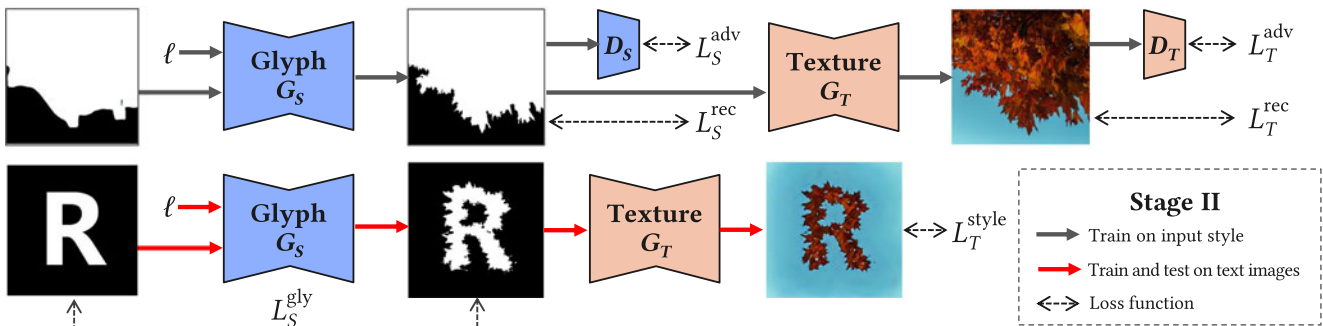 ℓ
Glyph
G_S
D_S
L_S^adv
L_S^rec
Texture
G_T
D_T
L_T^adv
L_T^rec
R
ℓ
Glyph
G_S
L_S^gly
R
Texture
G_T
R
L_T^style
Stage II
Train on input style
Train and test on text images
Loss function